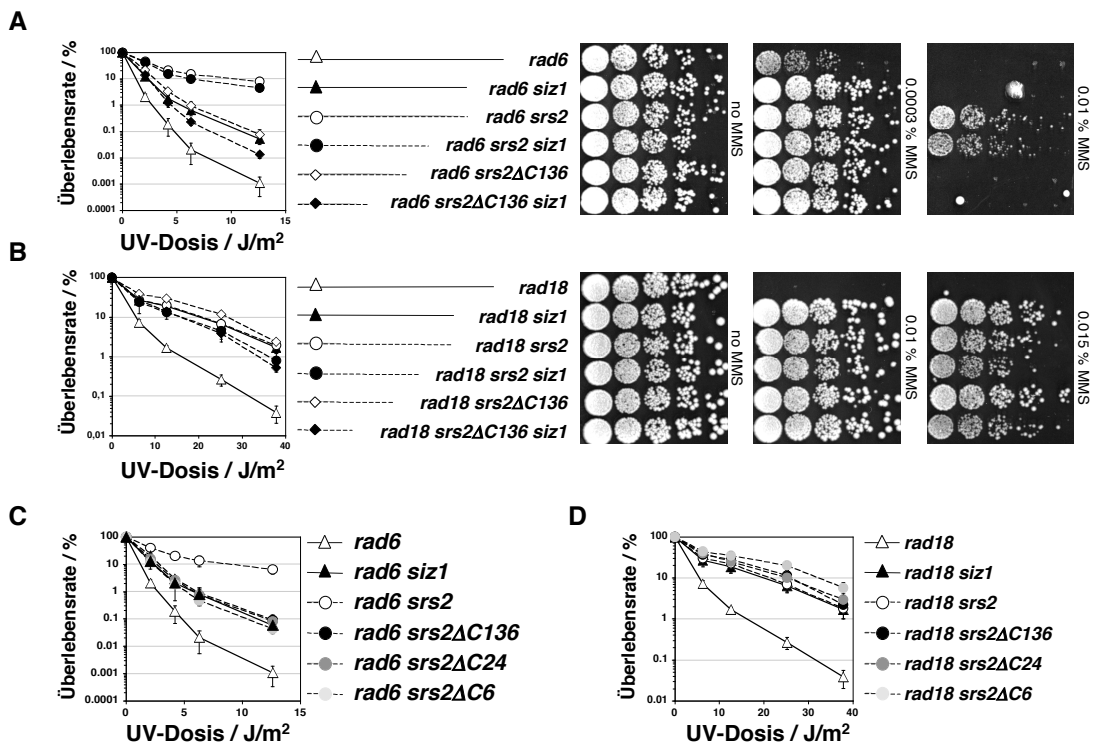 A
Überlebensrate / %
100
10
1
0.1
0.01
0.001
0.0001
0
5
10
15
UV-Dosis / J/m2
rad6
rad6 siz1
rad6 srs2
rad6 srs2 siz1
rad6 srs2ΔC136
rad6 srs2ΔC136 siz1
no MMS
0.0003 % MMS
0.01 % MMS
B
Überlebensrate / %
100
10
1
0,1
0,01
0
10
20
30
40
UV-Dosis / J/m2
rad18
rad18 siz1
rad18 srs2
rad18 srs2 siz1
rad18 srs2ΔC136
rad18 srs2ΔC136 siz1
no MMS
0.01 % MMS
0.015 % MMS
C
Überlebensrate / %
100
10
1
0.1
0.01
0.001
0.0001
0
5
10
15
UV-Dosis / J/m2
rad6
rad6 siz1
rad6 srs2
rad6 srs2ΔC136
rad6 srs2ΔC24
rad6 srs2ΔC6
D
Überlebensrate / %
100
10
1
0.1
0.01
0
10
20
30
40
UV-Dosis / J/m2
rad18
rad18 siz1
rad18 srs2
rad18 srs2ΔC136
rad18 srs2ΔC24
rad18 srs2ΔC6